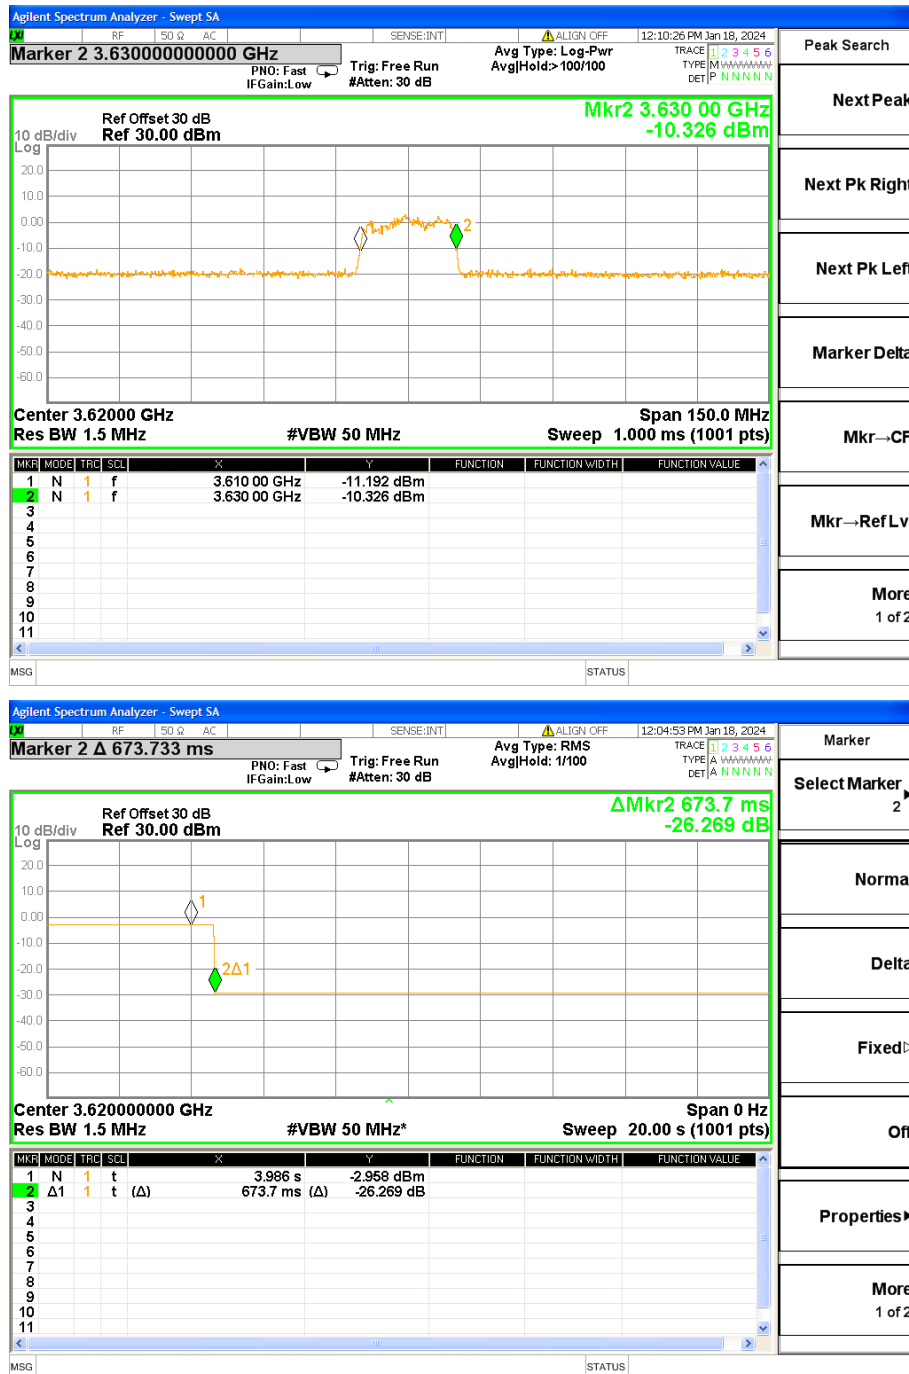 Agilent Spectrum Analyzer - Swept SA
LXI RF 50 Ω AC SENSE:INT ALIGN OFF 12:10:26 PM Jan 18, 2024
Marker 2 3.630000000000 GHz
PNO: Fast
IFGain:Low
Trig: Free Run
#Atten: 30 dB
Avg Type: Log-Pwr
Avg|Hold:>100/100
TRACE 1 2 3 4 5 6
TYPE M
DET P N N N N N
Peak Search
Mkr2 3.630 00 GHz
-10.326 dBm
Ref Offset 30 dB
10 dB/div Ref 30.00 dBm
Log
20.0
10.0
0.00
-10.0
-20.0
-30.0
-40.0
-50.0
-60.0
2
Center 3.62000 GHz Span 150.0 MHz
Res BW 1.5 MHz #VBW 50 MHz Sweep 1.000 ms (1001 pts)
MKR MODE TRC SCL X Y FUNCTION FUNCTION WIDTH FUNCTION VALUE
1 N 1 f 3.610 00 GHz -11.192 dBm
2 N 1 f 3.630 00 GHz -10.326 dBm
3
4
5
6
7
8
9
10
11
MSG STATUS
Next Peak
Next Pk Right
Next Pk Left
Marker Delta
Mkr→CF
Mkr→Ref Lv
More
1 of 2
Agilent Spectrum Analyzer - Swept SA
LXI RF 50 Ω AC SENSE:INT ALIGN OFF 12:04:53 PM Jan 18, 2024
Marker 2 Δ 673.733 ms
PNO: Fast
IFGain:Low
Trig: Free Run
#Atten: 30 dB
Avg Type: RMS
Avg|Hold: 1/100
TRACE 1 2 3 4 5 6
TYPE A
DET A N N N N N
Marker
ΔMkr2 673.7 ms
-26.269 dB
Ref Offset 30 dB
10 dB/div Ref 30.00 dBm
Log
20.0
10.0
0.00
-10.0
-20.0
-30.0
-40.0
-50.0
-60.0
1
2Δ1
Center 3.620000000 GHz Span 0 Hz
Res BW 1.5 MHz #VBW 50 MHz* Sweep 20.00 s (1001 pts)
MKR MODE TRC SCL X Y FUNCTION FUNCTION WIDTH FUNCTION VALUE
1 N 1 t 3.986 s -2.958 dBm
2 Δ1 1 t (Δ) 673.7 ms (Δ) -26.269 dB
3
4
5
6
7
8
9
10
11
MSG STATUS
Select Marker
2
Norma
Delta
Fixed
Off
Properties
More
1 of 2